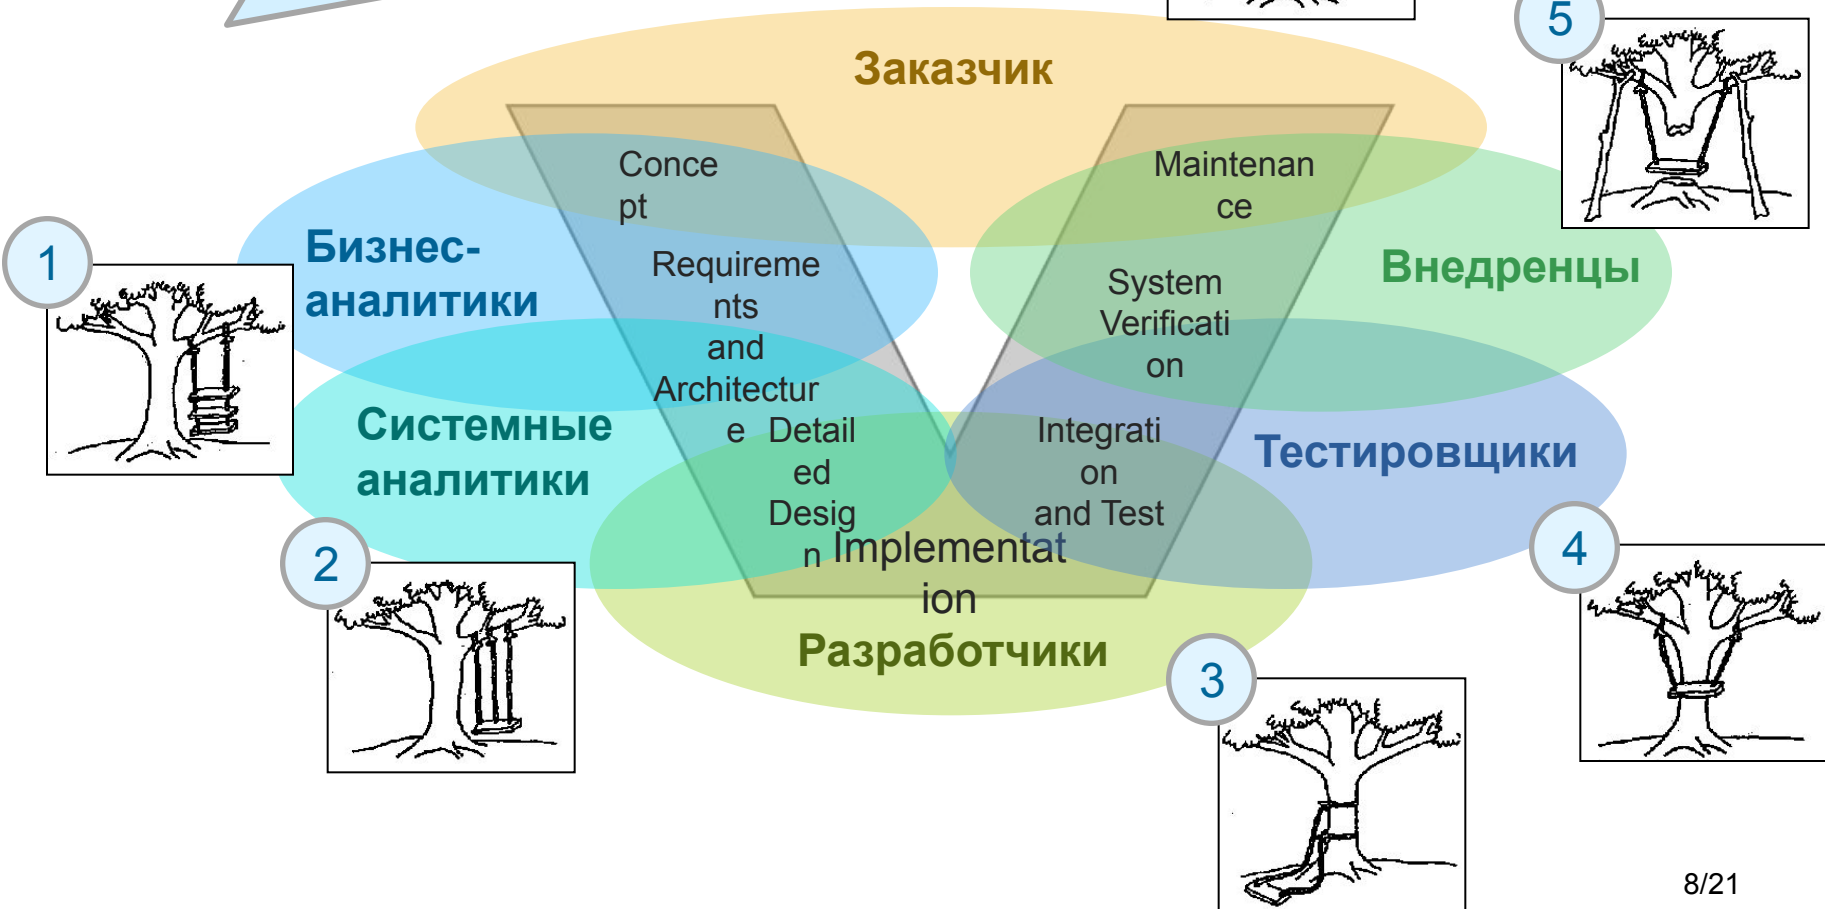 5
Заказчик
Conce
pt
Maintenan
ce
1
Бизнес-
аналитики
Requireme
nts
and
Architectur
e
System
Verificati
on
Внедренцы
Системные
аналитики
Detail
ed
Desig
n
Integrati
on
and Test
Тестировщики
2
Implementat
ion
4
Разработчики
3
8/21